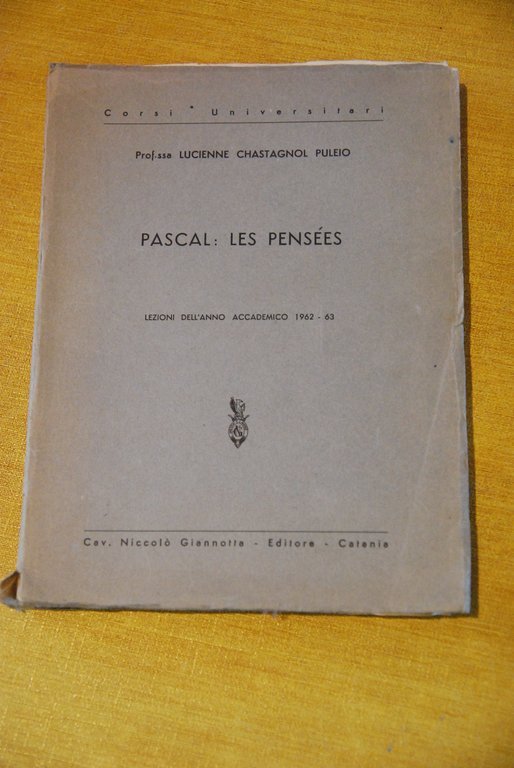 Corsi Universitari
Prof.ssa LUCIENNE CHASTAGNOL PULEIO
PASCAL: LES PENSÉES
LEZIONI DELL'ANNO ACCADEMICO 1962 - 63
Cav. Niccolò Giannotta - Editore - Catania